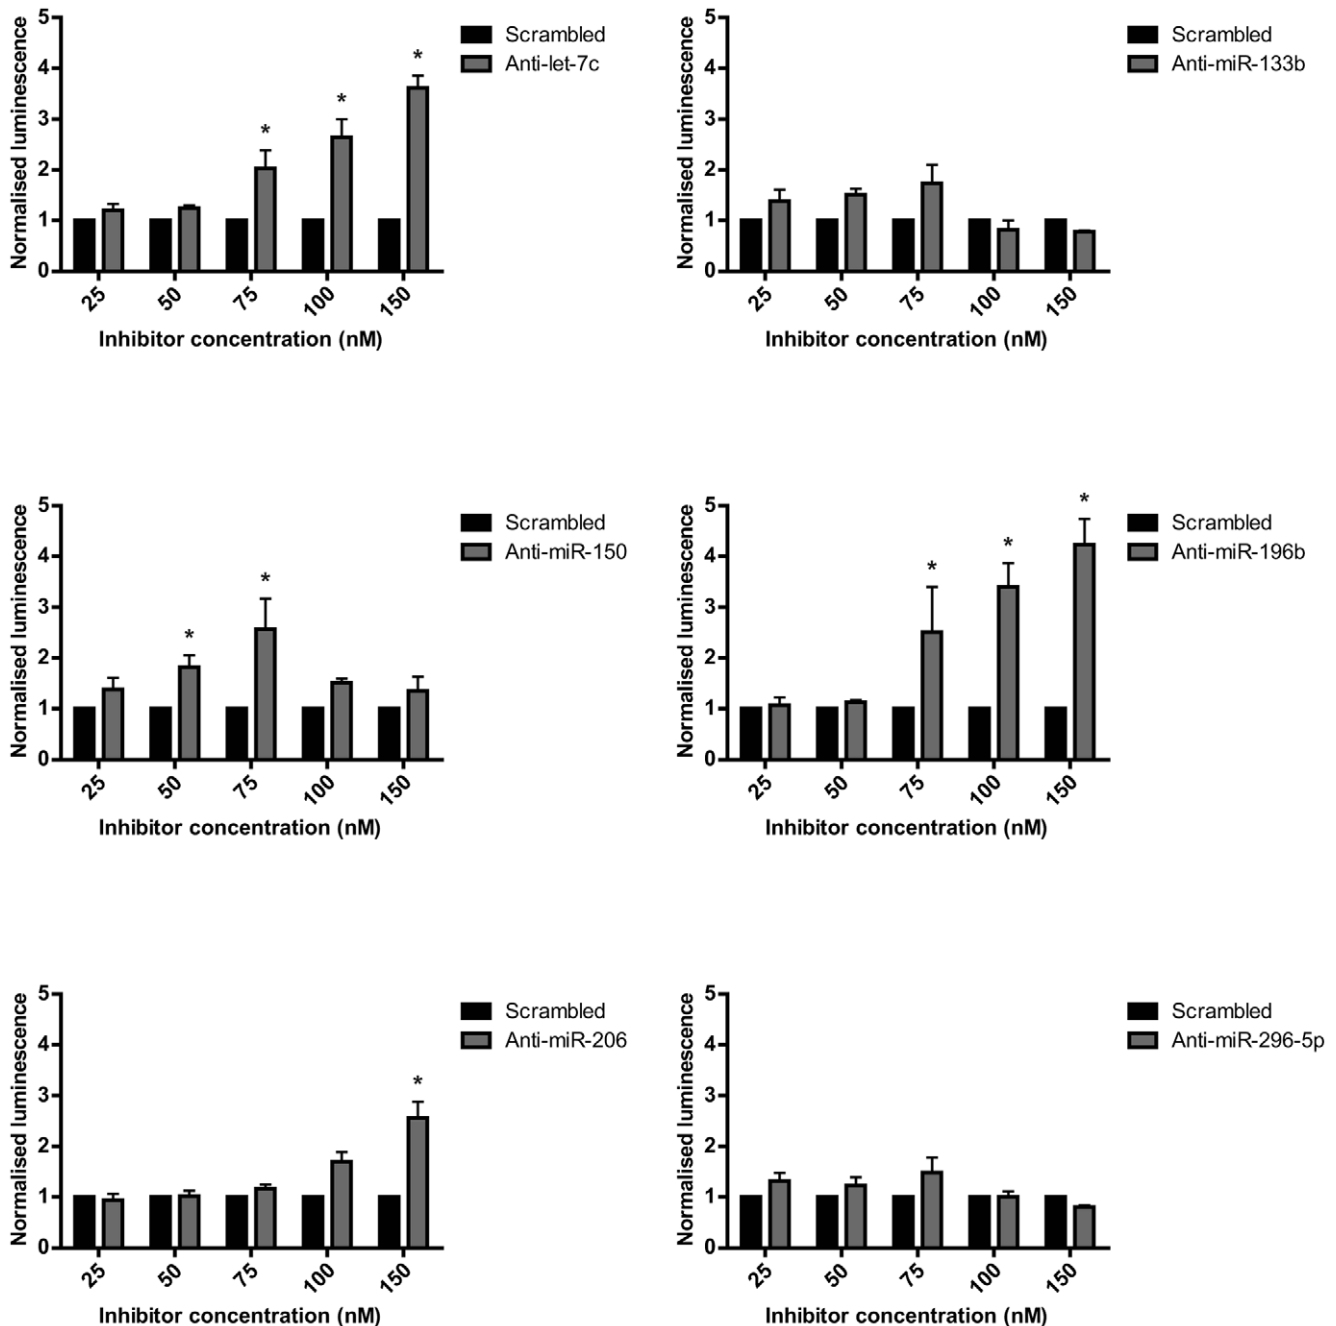 Normalised luminescence
5
4
3
2
1
0
* * *
25 50 75 100 150
Inhibitor concentration (nM)
Scrambled
Anti-let-7c
Normalised luminescence
5
4
3
2
1
0
25 50 75 100 150
Inhibitor concentration (nM)
Scrambled
Anti-miR-133b
Normalised luminescence
5
4
3
2
1
0
* *
25 50 75 100 150
Inhibitor concentration (nM)
Scrambled
Anti-miR-150
Normalised luminescence
5
4
3
2
1
0
* * *
25 50 75 100 150
Inhibitor concentration (nM)
Scrambled
Anti-miR-196b
Normalised luminescence
5
4
3
2
1
0
*
25 50 75 100 150
Inhibitor concentration (nM)
Scrambled
Anti-miR-206
Normalised luminescence
5
4
3
2
1
0
25 50 75 100 150
Inhibitor concentration (nM)
Scrambled
Anti-miR-296-5p